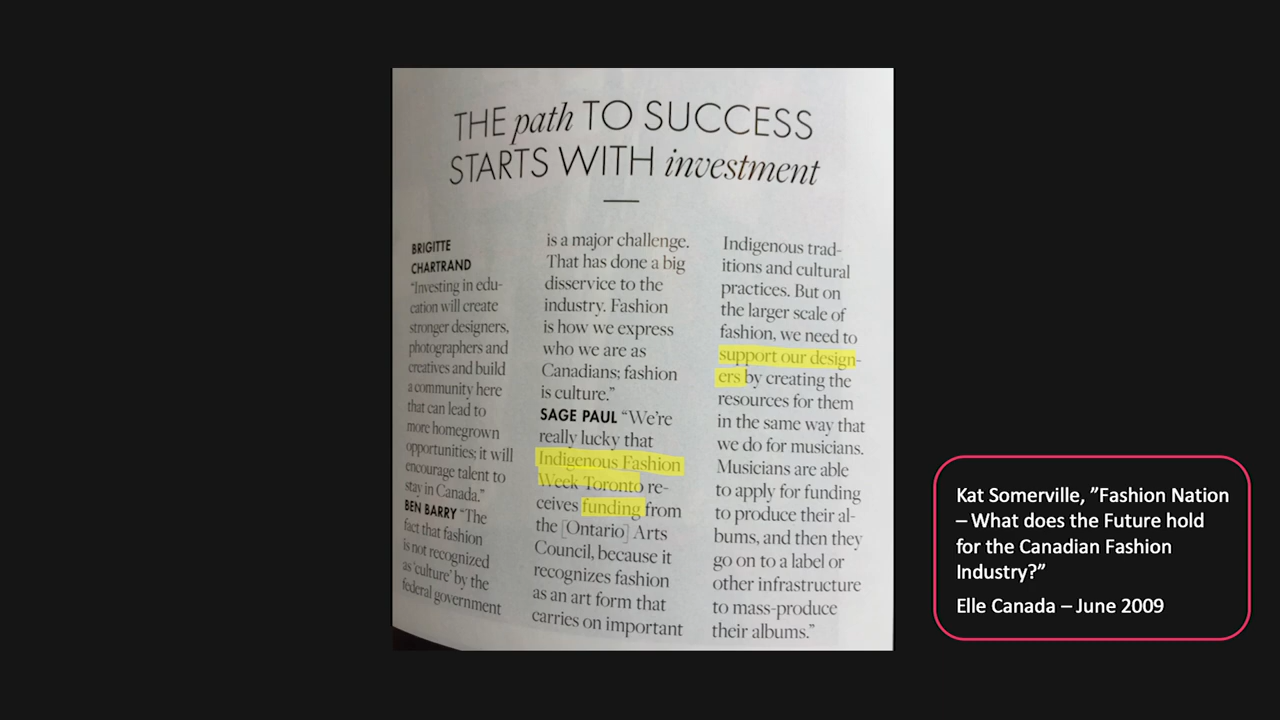 THE path TO SUCCESS
STARTS WITH investment
BRIGITTE
CHARTRAND
“Investing in edu-
cation will create
stronger designers,
photographers and
creatives and build
a community here
that can lead to
more homegrown
opportunities; it will
encourage talent to
stay in Canada.”
BEN BARRY “The
fact that fashion
is not recognized
as ‘culture’ by the
federal government
is a major challenge.
That has done a big
disservice to the
industry. Fashion
is how we express
who we are as
Canadians; fashion
is culture.”
SAGE PAUL “We’re
really lucky that
Indigenous Fashion
Week Toronto re-
ceives funding from
the [Ontario] Arts
Council, because it
recognizes fashion
as an art form that
carries on important
Indigenous trad-
itions and cultural
practices. But on
the larger scale of
fashion, we need to
support our design-
ers by creating the
resources for them
in the same way that
we do for musicians.
Musicians are able
to apply for funding
to produce their al-
bums, and then they
go on to a label or
other infrastructure
to mass-produce
their albums.”
Kat Somerville, ”Fashion Nation
– What does the Future hold
for the Canadian Fashion
Industry?”
Elle Canada – June 2009